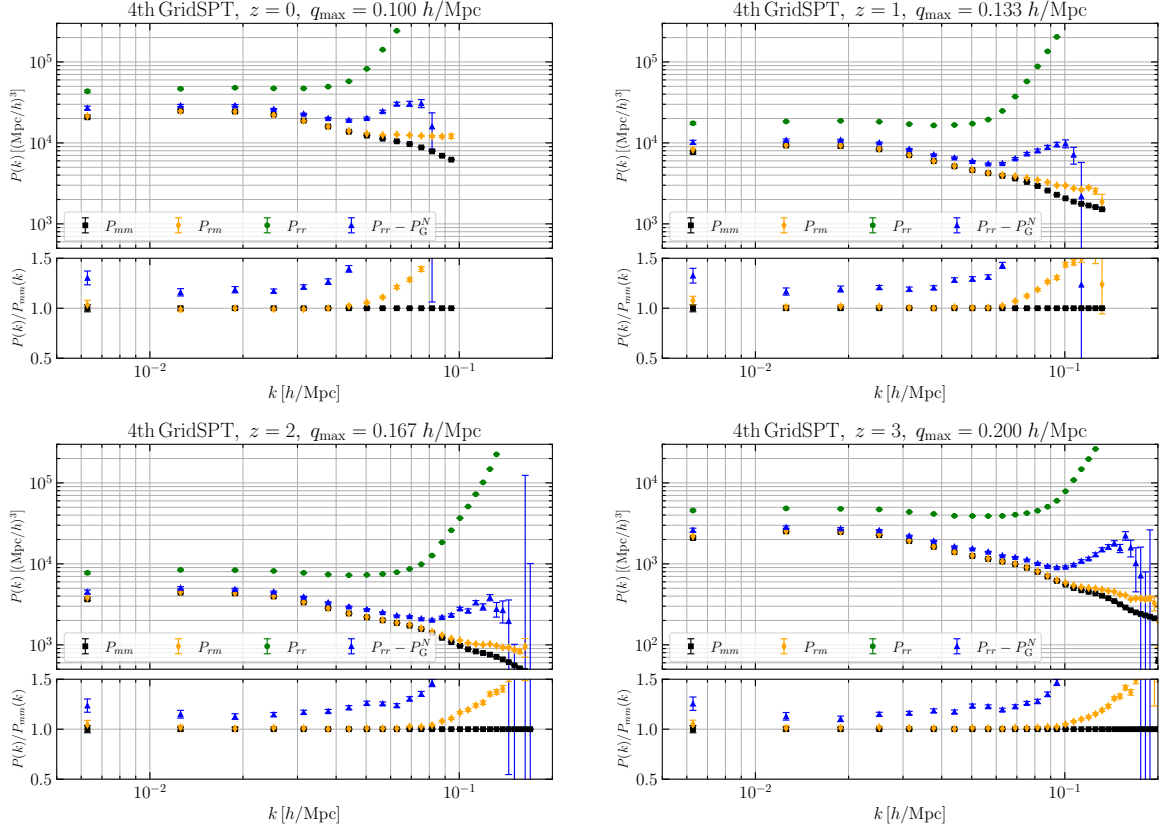 4th GridSPT, z = 0, q_max = 0.100 h/Mpc
P(k) [(Mpc/h)^3]
10^5
10^4
10^3
P_mm P_rm P_rr P_rr − P_G^N
P(k)/P_mm(k)
1.5
1.0
0.5
10^−2 10^−1
k [h/Mpc]
4th GridSPT, z = 1, q_max = 0.133 h/Mpc
P(k) [(Mpc/h)^3]
10^5
10^4
10^3
P_mm P_rm P_rr P_rr − P_G^N
P(k)/P_mm(k)
1.5
1.0
0.5
10^−2 10^−1
k [h/Mpc]
4th GridSPT, z = 2, q_max = 0.167 h/Mpc
P(k) [(Mpc/h)^3]
10^5
10^4
10^3
P_mm P_rm P_rr P_rr − P_G^N
P(k)/P_mm(k)
1.5
1.0
0.5
10^−2 10^−1
k [h/Mpc]
4th GridSPT, z = 3, q_max = 0.200 h/Mpc
P(k) [(Mpc/h)^3]
10^4
10^3
10^2
P_mm P_rm P_rr P_rr − P_G^N
P(k)/P_mm(k)
1.5
1.0
0.5
10^−2 10^−1
k [h/Mpc]